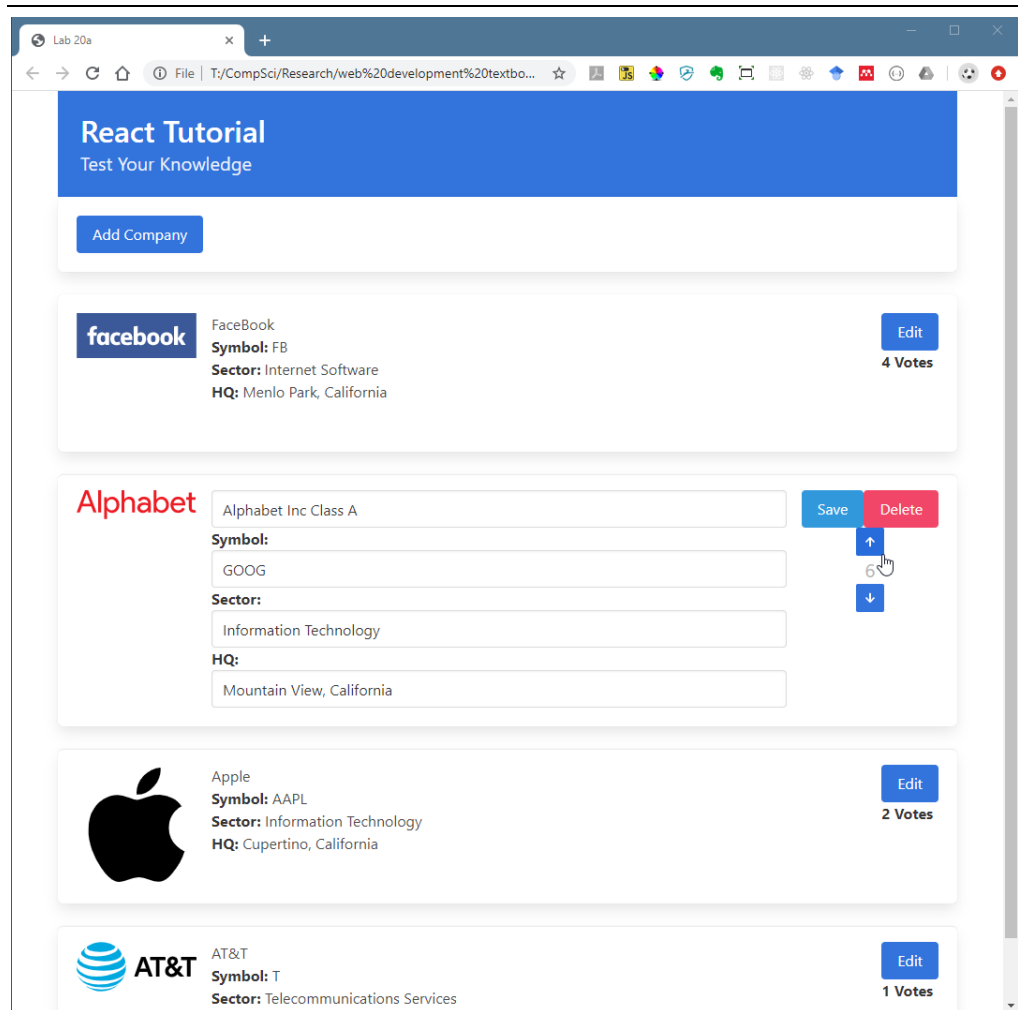 Lab 20a
File | T:/CompSci/Research/web%20development%20textbo...
React Tutorial
Test Your Knowledge
Add Company
facebook
FaceBook
Edit
Symbol: FB
4 Votes
Sector: Internet Software
HQ: Menlo Park, California
Alphabet
Alphabet Inc Class A
Save
Delete
Symbol:
GOOG
6
Sector:
Information Technology
HQ:
Mountain View, California
Apple
Edit
Symbol: AAPL
2 Votes
Sector: Information Technology
HQ: Cupertino, California
AT&T
AT&T
Edit
Symbol: T
1 Votes
Sector: Telecommunications Services